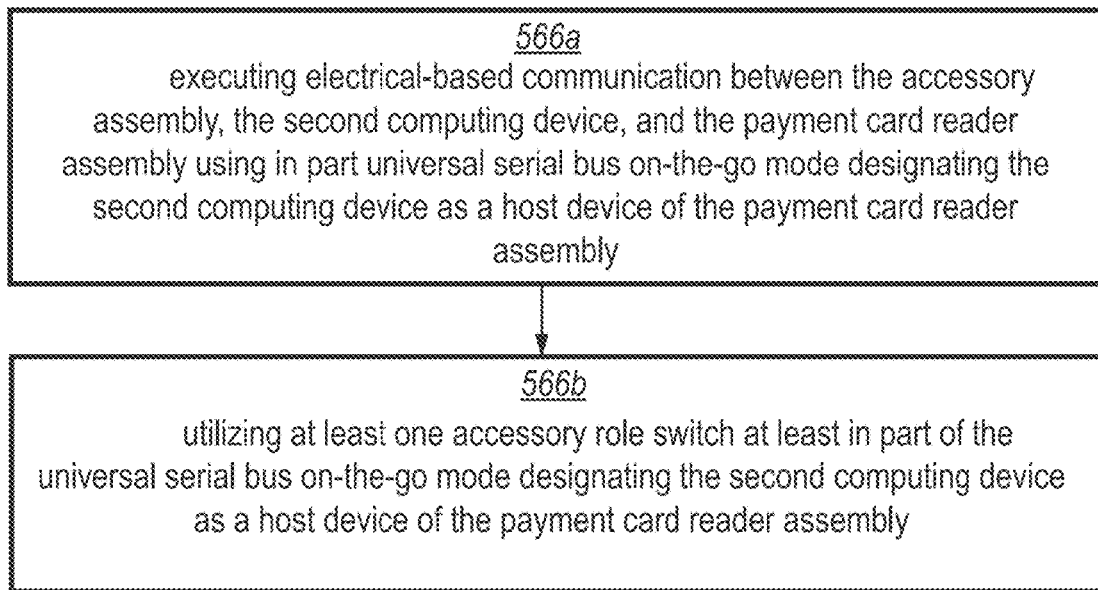 566a
executing electrical-based communication between the accessory
assembly, the second computing device, and the payment card reader
assembly using in part universal serial bus on-the-go mode designating the
second computing device as a host device of the payment card reader
assembly
566b
utilizing at least one accessory role switch at least in part of the
universal serial bus on-the-go mode designating the second computing device
as a host device of the payment card reader assembly